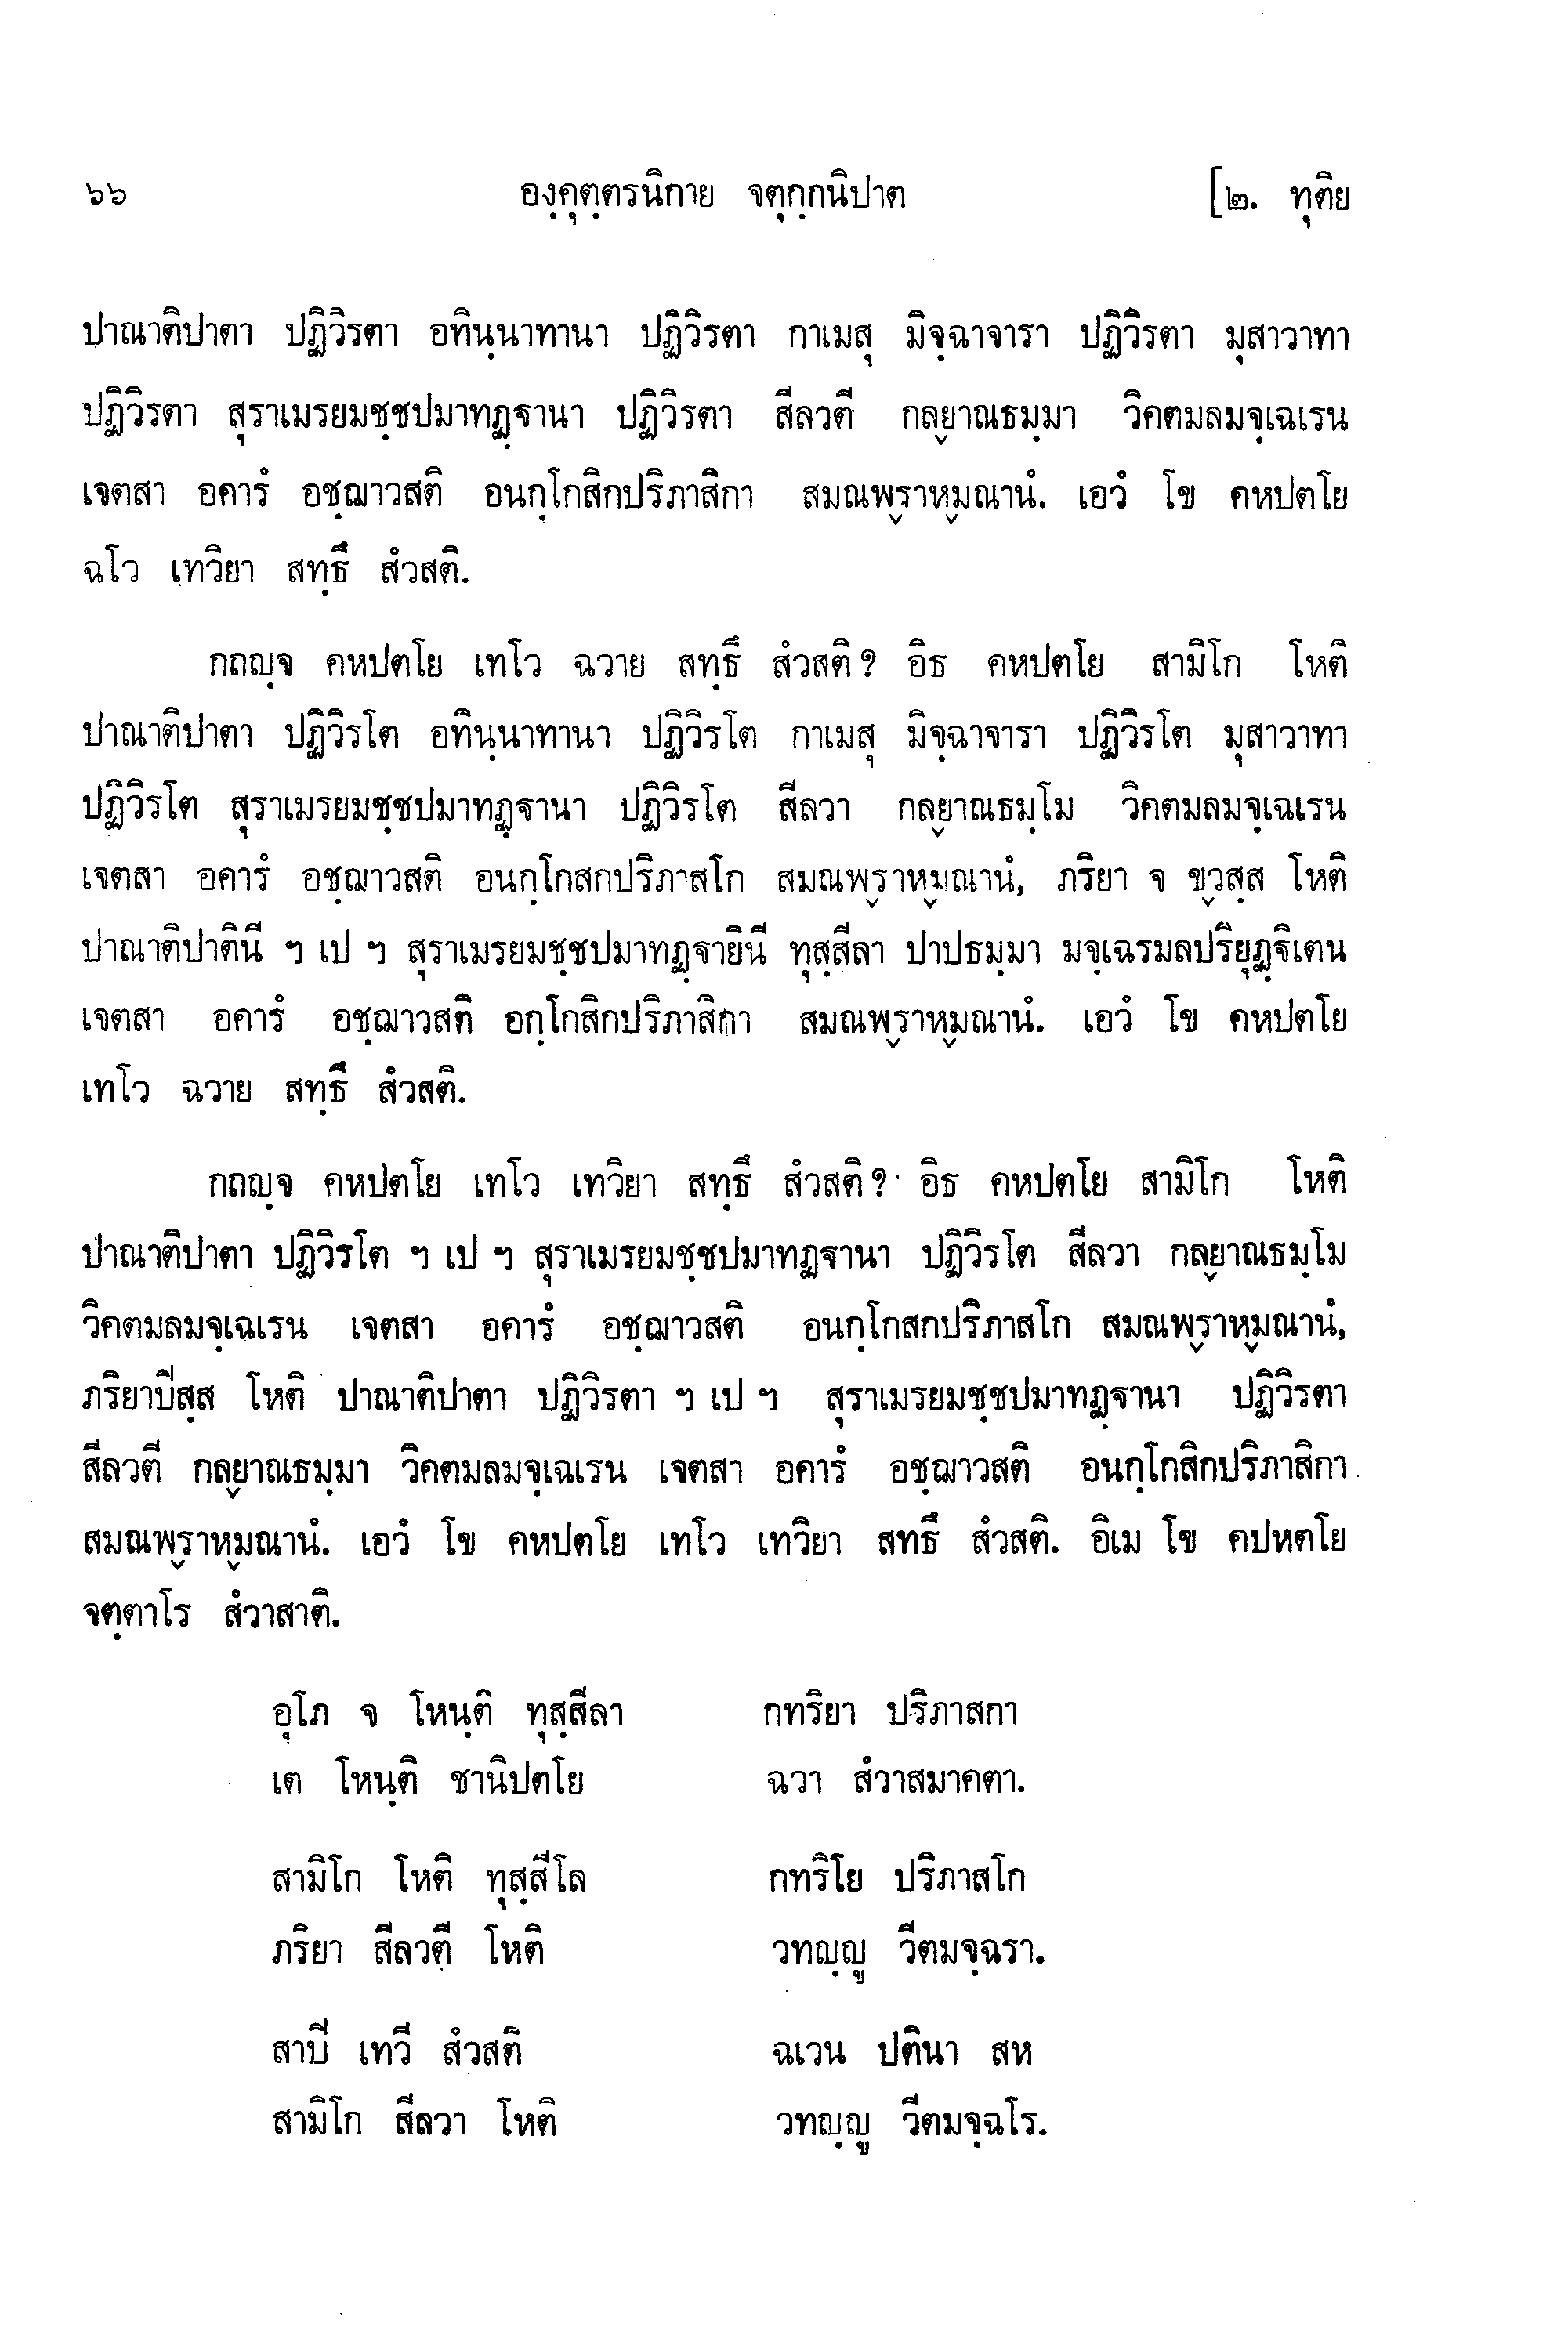 ๖๖ องฺคุตฺตรนิกาย จตุกฺกนิปาต [๒. ทุติย
ปาณาติปาตา ปฏิวิรตา อทินฺนาทานา ปฏิวิรตา กาเมสุ มิจฺฉาจารา ปฏิวิรตา มุสาวาทา
ปฏิวิรตา สุราเมรยมชฺชปมาทฏฺฐานา ปฏิวิรตา สีลวตี กลฺยาณธมฺมา วิคตมลมจฺเฉเรน
เจตสา อคารํ อชฺฌาวสติ อนกฺโกสิกปริภาสิกา สมณพฺราหฺมณานํ. เอวํ โข คหปตโย
ฉโว เทวิยา สทฺธึ สํวสติ.
กถญฺจ คหปตโย เทโว ฉวาย สทฺธึ สํวสติ? อิธ คหปตโย สามิโก โหติ
ปาณาติปาตา ปฏิวิรโต อทินฺนาทานา ปฏิวิรโต กาเมสุ มิจฺฉาจารา ปฏิวิรโต มุสาวาทา
ปฏิวิรโต สุราเมรยมชฺชปมาทฏฺฐานา ปฏิวิรโต สีลวา กลฺยาณธมฺโม วิคตมลมจฺเฉเรน
เจตสา อคารํ อชฺฌาวสติ อนกฺโกสกปริภาสโก สมณพฺราหฺมณานํ, ภริยา จ ขฺวสฺส โหติ
ปาณาติปาตินี ฯ เป ฯ สุราเมรยมชฺชปมาทฏฺฐายินี ทุสฺสีลา ปาปธมฺมา มจฺเฉรมลปริยุฏฺฐิเตน
เจตสา อคารํ อชฺฌาวสติ อกฺโกสิกปริภาสิกา สมณพฺราหฺมณานํ. เอวํ โข คหปตโย
เทโว ฉวาย สทฺธึ สํวสติ.
กถญฺจ คหปตโย เทโว เทวิยา สทฺธึ สํวสติ? อิธ คหปตโย สามิโก โหติ
ปาณาติปาตา ปฏิวิรโต ฯ เป ฯ สุราเมรยมชฺชปมาทฏฐานา ปฏิวิรโต สีลวา กลฺยาณธมฺโม
วิคตมลมจฺเฉเรน เจตสา อคารํ อชฺฌาวสติ อนกฺโกสกปริภาสโก สมณพฺราหฺมณานํ,
ภริยาปิสฺส โหติ ปาณาติปาตา ปฏิวิรตา ฯ เป ฯ สุราเมรยมชฺชปมาทฏฺฐานา ปฏิวิรตา
สีลวตี กลฺยาณธมฺมา วิคตมลมจฺเฉเรน เจตสา อคารํ อชฺฌาวสติ อนกฺโกสิกปริภาสิกา
สมณพฺราหฺมณานํ. เอวํ โข คหปตโย เทโว เทวิยา สทธึ สํวสติ. อิเม โข คปหตโย
จตฺตาโร สํวาสาติ.
อุโภ จ โหนฺติ ทุสฺสีลา กทริยา ปริภาสกา
เต โหนฺติ ชานิปตโย ฉวา สํวาสมาคตา.
สามิโก โหติ ทุสฺสีโล กทริโย ปริภาสโก
ภริยา สีลวตี โหติ วทญฺญู วีตมจฺฉรา.
สาปิ เทวี สํวสติ ฉเวน ปตินา สห
สามิโก สีลวา โหติ วทญฺญู วีตมจฺฉโร.